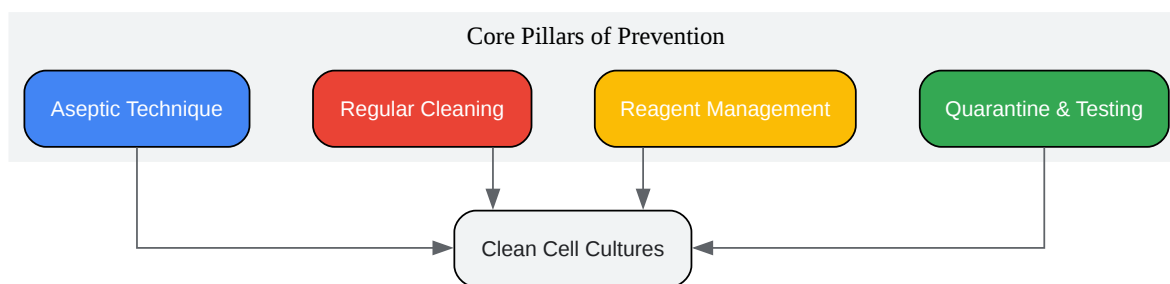 Core Pillars of Prevention
Aseptic Technique
Regular Cleaning
Reagent Management
Quarantine & Testing
Clean Cell Cultures